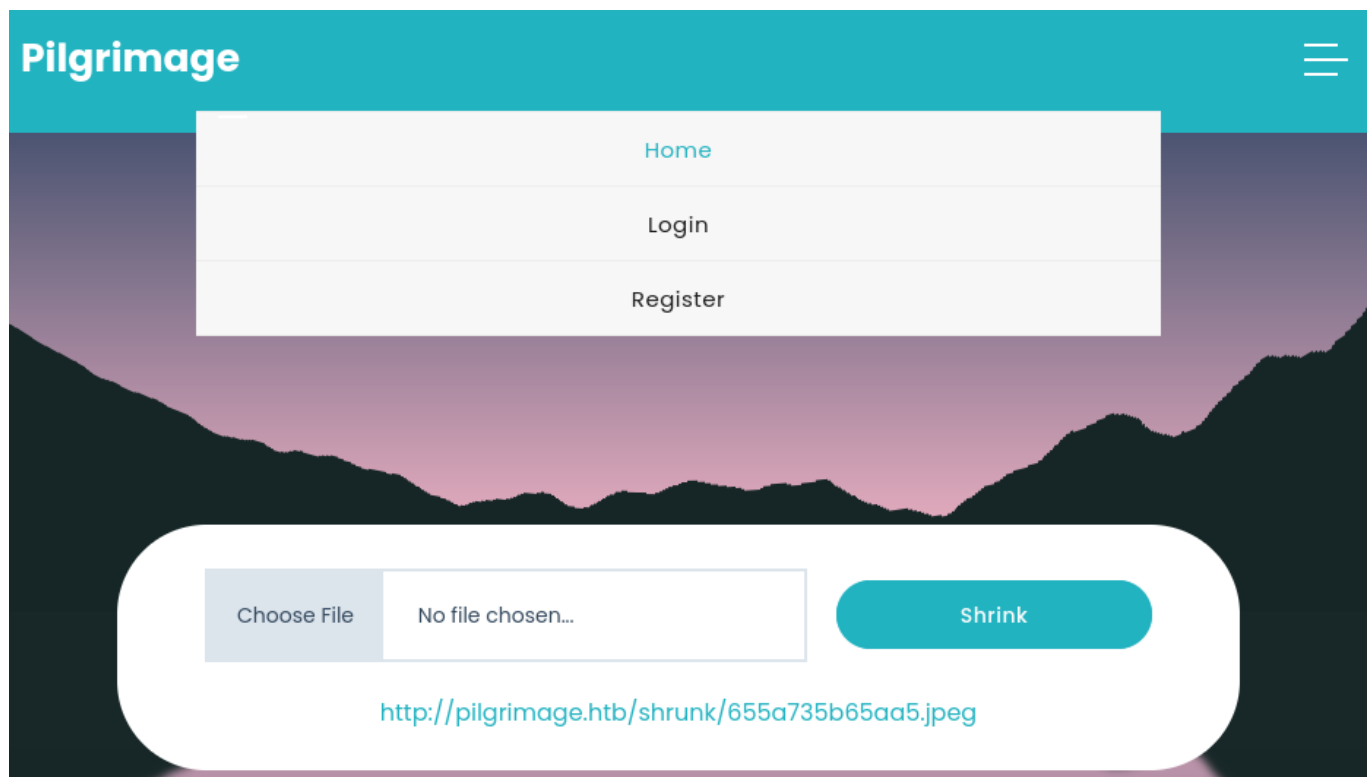 Pilgrimage
Home
Login
Register
Choose File No file chosen...
Shrink
http://pilgrimage.htb/shrunk/655a735b65aa5.jpeg